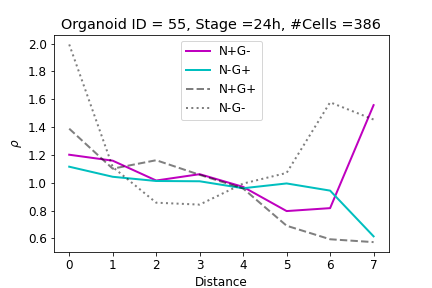 Organoid ID = 55, Stage =24h, #Cells =386
ρ
2.0
1.8
1.6
1.4
1.2
1.0
0.8
0.6
N+G-
N-G+
N+G+
N-G-
0 1 2 3 4 5 6 7
Distance